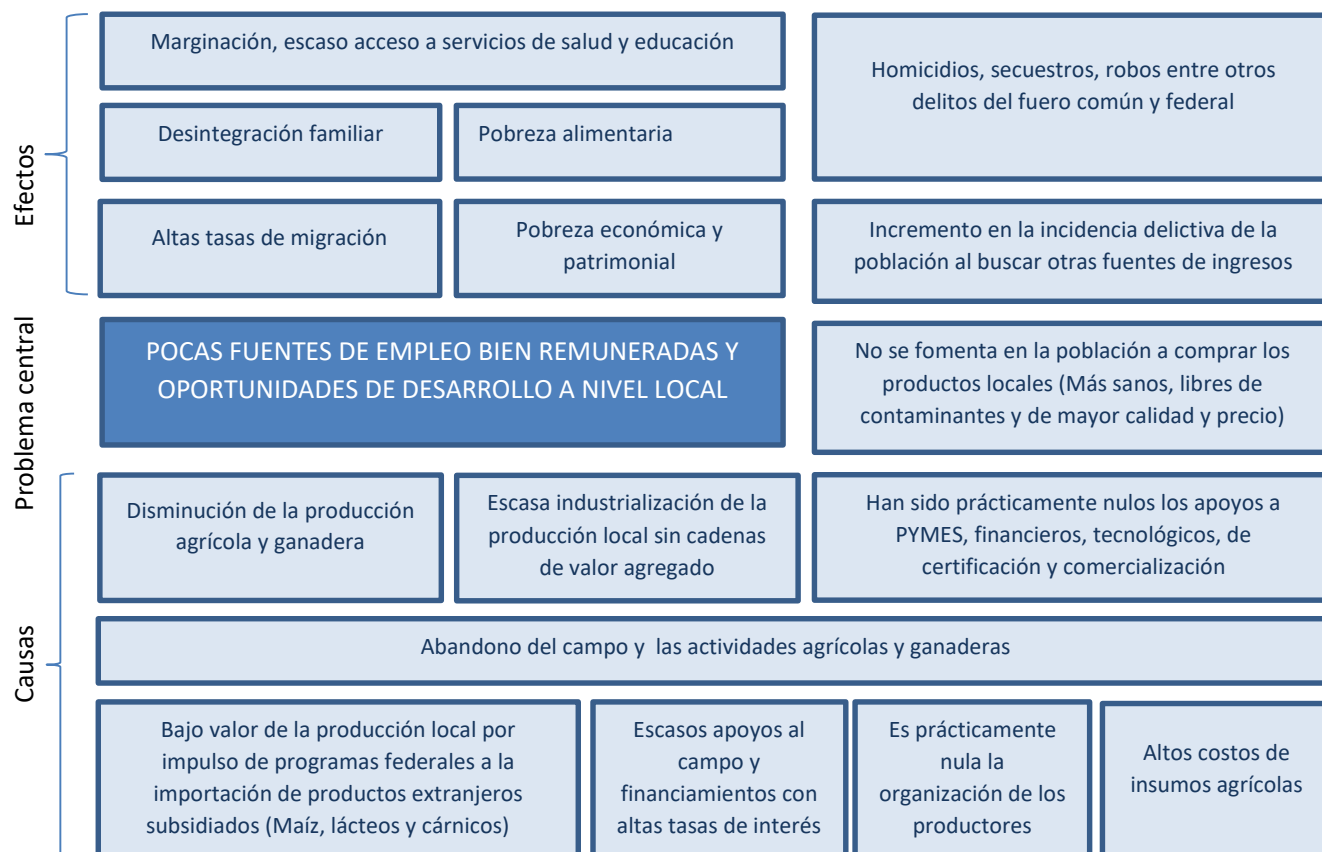 Efectos
Marginación, escaso acceso a servicios de salud y educación
Homicidios, secuestros, robos entre otros
delitos del fuero común y federal
Desintegración familiar
Pobreza alimentaria
Altas tasas de migración
Pobreza económica y
patrimonial
Incremento en la incidencia delictiva de la
población al buscar otras fuentes de ingresos
Problema central
POCAS FUENTES DE EMPLEO BIEN REMUNERADAS Y
OPORTUNIDADES DE DESARROLLO A NIVEL LOCAL
No se fomenta en la población a comprar los
productos locales (Más sanos, libres de
contaminantes y de mayor calidad y precio)
Causas
Disminución de la producción
agrícola y ganadera
Escasa industrialización de la
producción local sin cadenas
de valor agregado
Han sido prácticamente nulos los apoyos a
PYMES, financieros, tecnológicos, de
certificación y comercialización
Abandono del campo y las actividades agrícolas y ganaderas
Bajo valor de la producción local por
impulso de programas federales a la
importación de productos extranjeros
subsidiados (Maíz, lácteos y cárnicos)
Escasos apoyos al
campo y
financiamientos con
altas tasas de interés
Es prácticamente
nula la
organización de los
productores
Altos costos de
insumos agrícolas